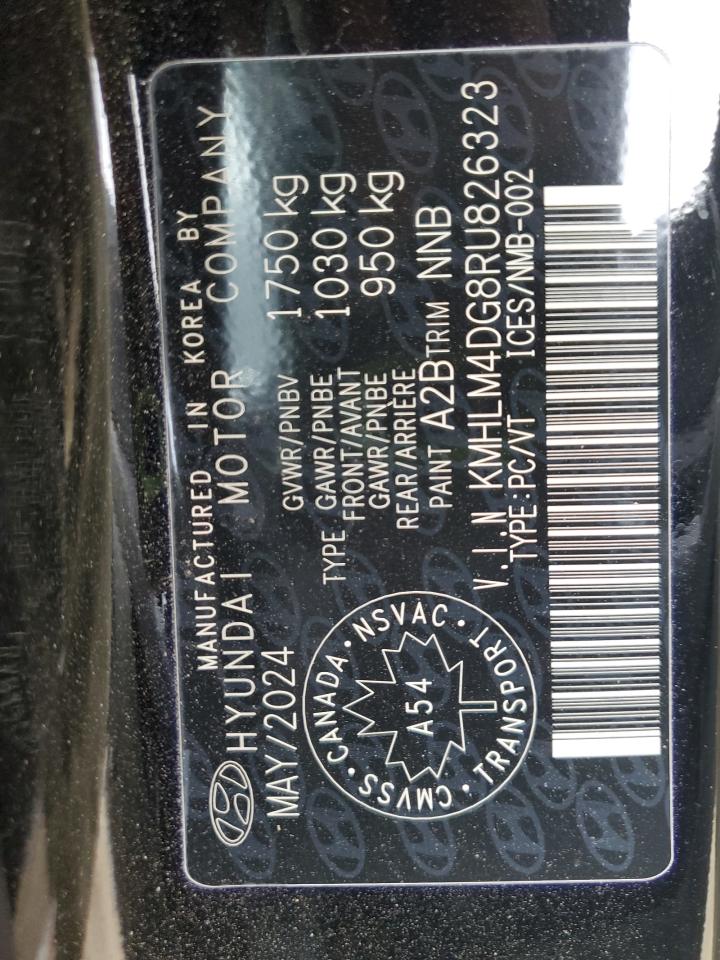 MANUFACTURED IN KOREA BY
HYUNDAI MOTOR COMPANY
MAY/2024 GVWR/PNBV 1750 kg
TYPE GAWR/PNBE FRONT/AVANT 1030 kg
GAWR/PNBE REAR/ARRIÈRE 950 kg
PAINT A2B TRIM NNB
V.I.N KMHLM4DG8RU826323
TYPE:PC/VT ICES/NMB-002
CMVSS · CANADA · NSVAC · TRANSPORT ·
A54